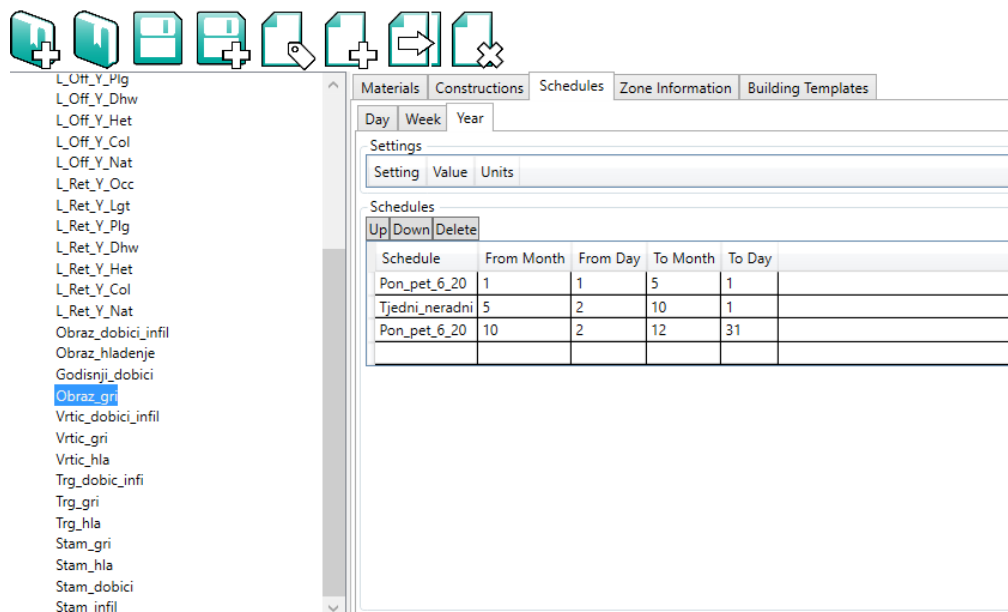 L_Off_Y_Plg
L_Off_Y_Dhw
L_Off_Y_Het
L_Off_Y_Col
L_Off_Y_Nat
L_Ret_Y_Occ
L_Ret_Y_Lgt
L_Ret_Y_Plg
L_Ret_Y_Dhw
L_Ret_Y_Het
L_Ret_Y_Col
L_Ret_Y_Nat
Obraz_dobici_infil
Obraz_hladenje
Godisnji_dobici
Obraz_gri
Vrtic_dobici_infil
Vrtic_gri
Vrtic_hla
Trg_dobic_infi
Trg_gri
Trg_hla
Stam_gri
Stam_hla
Stam_dobici
Stam_infil
Materials Constructions Schedules Zone Information Building Templates
Day Week Year
Settings
Setting Value Units
Schedules
Up Down Delete
Schedule From Month From Day To Month To Day
Pon_pet_6_20 1 1 5 1
Tjedni_neradni 5 2 10 1
Pon_pet_6_20 10 2 12 31